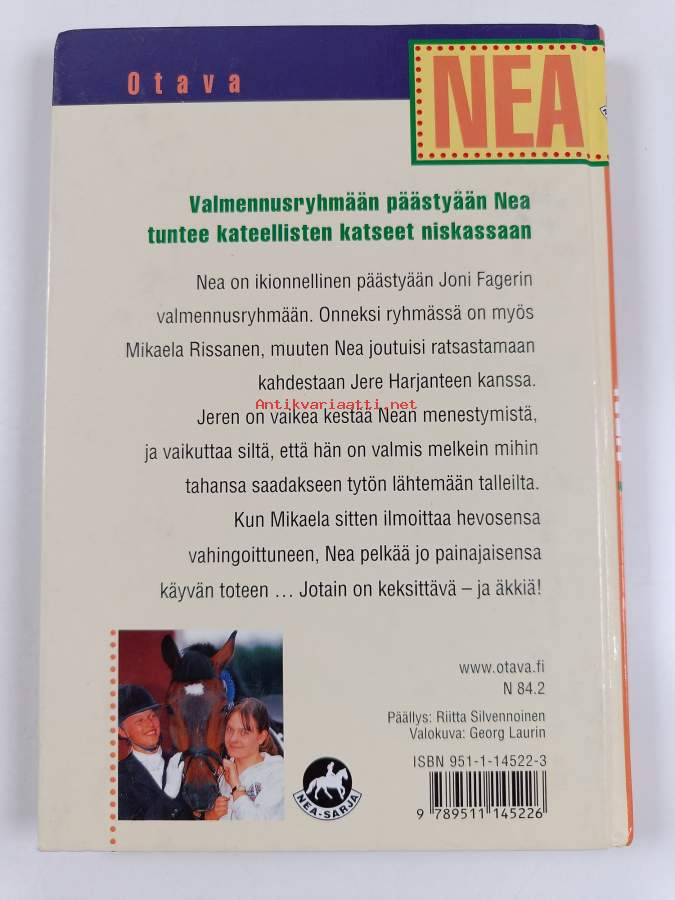 Otava
NEA
Valmennusryhmään päästyään Nea
tuntee kateellisten katseet niskassaan
Nea on ikionnellinen päästyään Joni Fagerin
valmennusryhmään. Onneksi ryhmässä on myös
Mikaela Rissanen, muuten Nea joutuisi ratsastamaan
kahdestaan Jere Harjanteen kanssa.
Antikvariaatti.net
Jeren on vaikea kestää Nean menestymistä,
ja vaikuttaa siltä, että hän on valmis melkein mihin
tahansa saadakseen tytön lähtemään talleilta.
Kun Mikaela sitten ilmoittaa hevosensa
vahingoittuneen, Nea pelkää jo painajaisensa
käyvän toteen … Jotain on keksittävä – ja äkkiä!
www.otava.fi
N 84.2
Päällys: Riitta Silvennoinen
Valokuva: Georg Laurin
ISBN 951-1-14522-3
NEA-SARJA
9 789511 145226